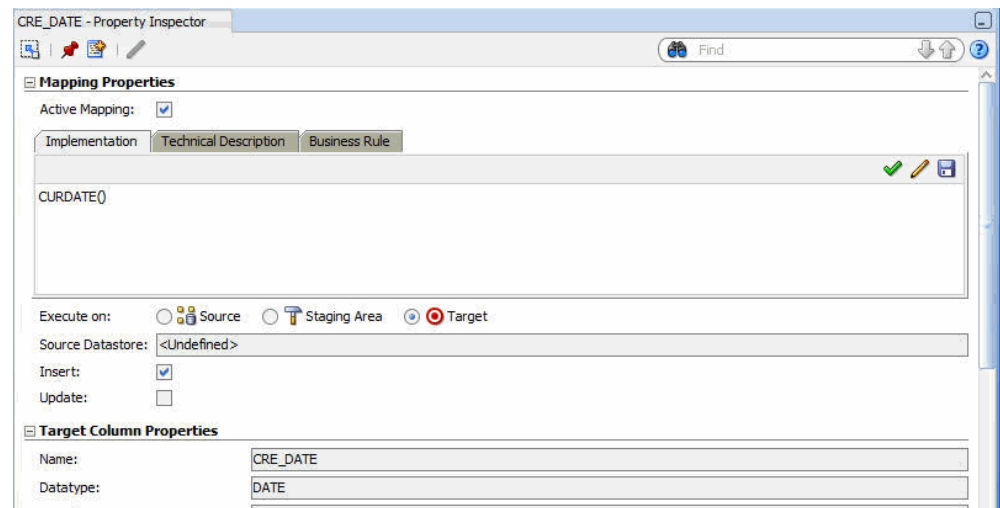 CRE_DATE - Property Inspector
Find
Mapping Properties
Active Mapping:
Implementation Technical Description Business Rule
CURDATE()
Execute on: Source Staging Area Target
Source Datastore: <Undefined>
Insert:
Update:
Target Column Properties
Name: CRE_DATE
Datatype: DATE